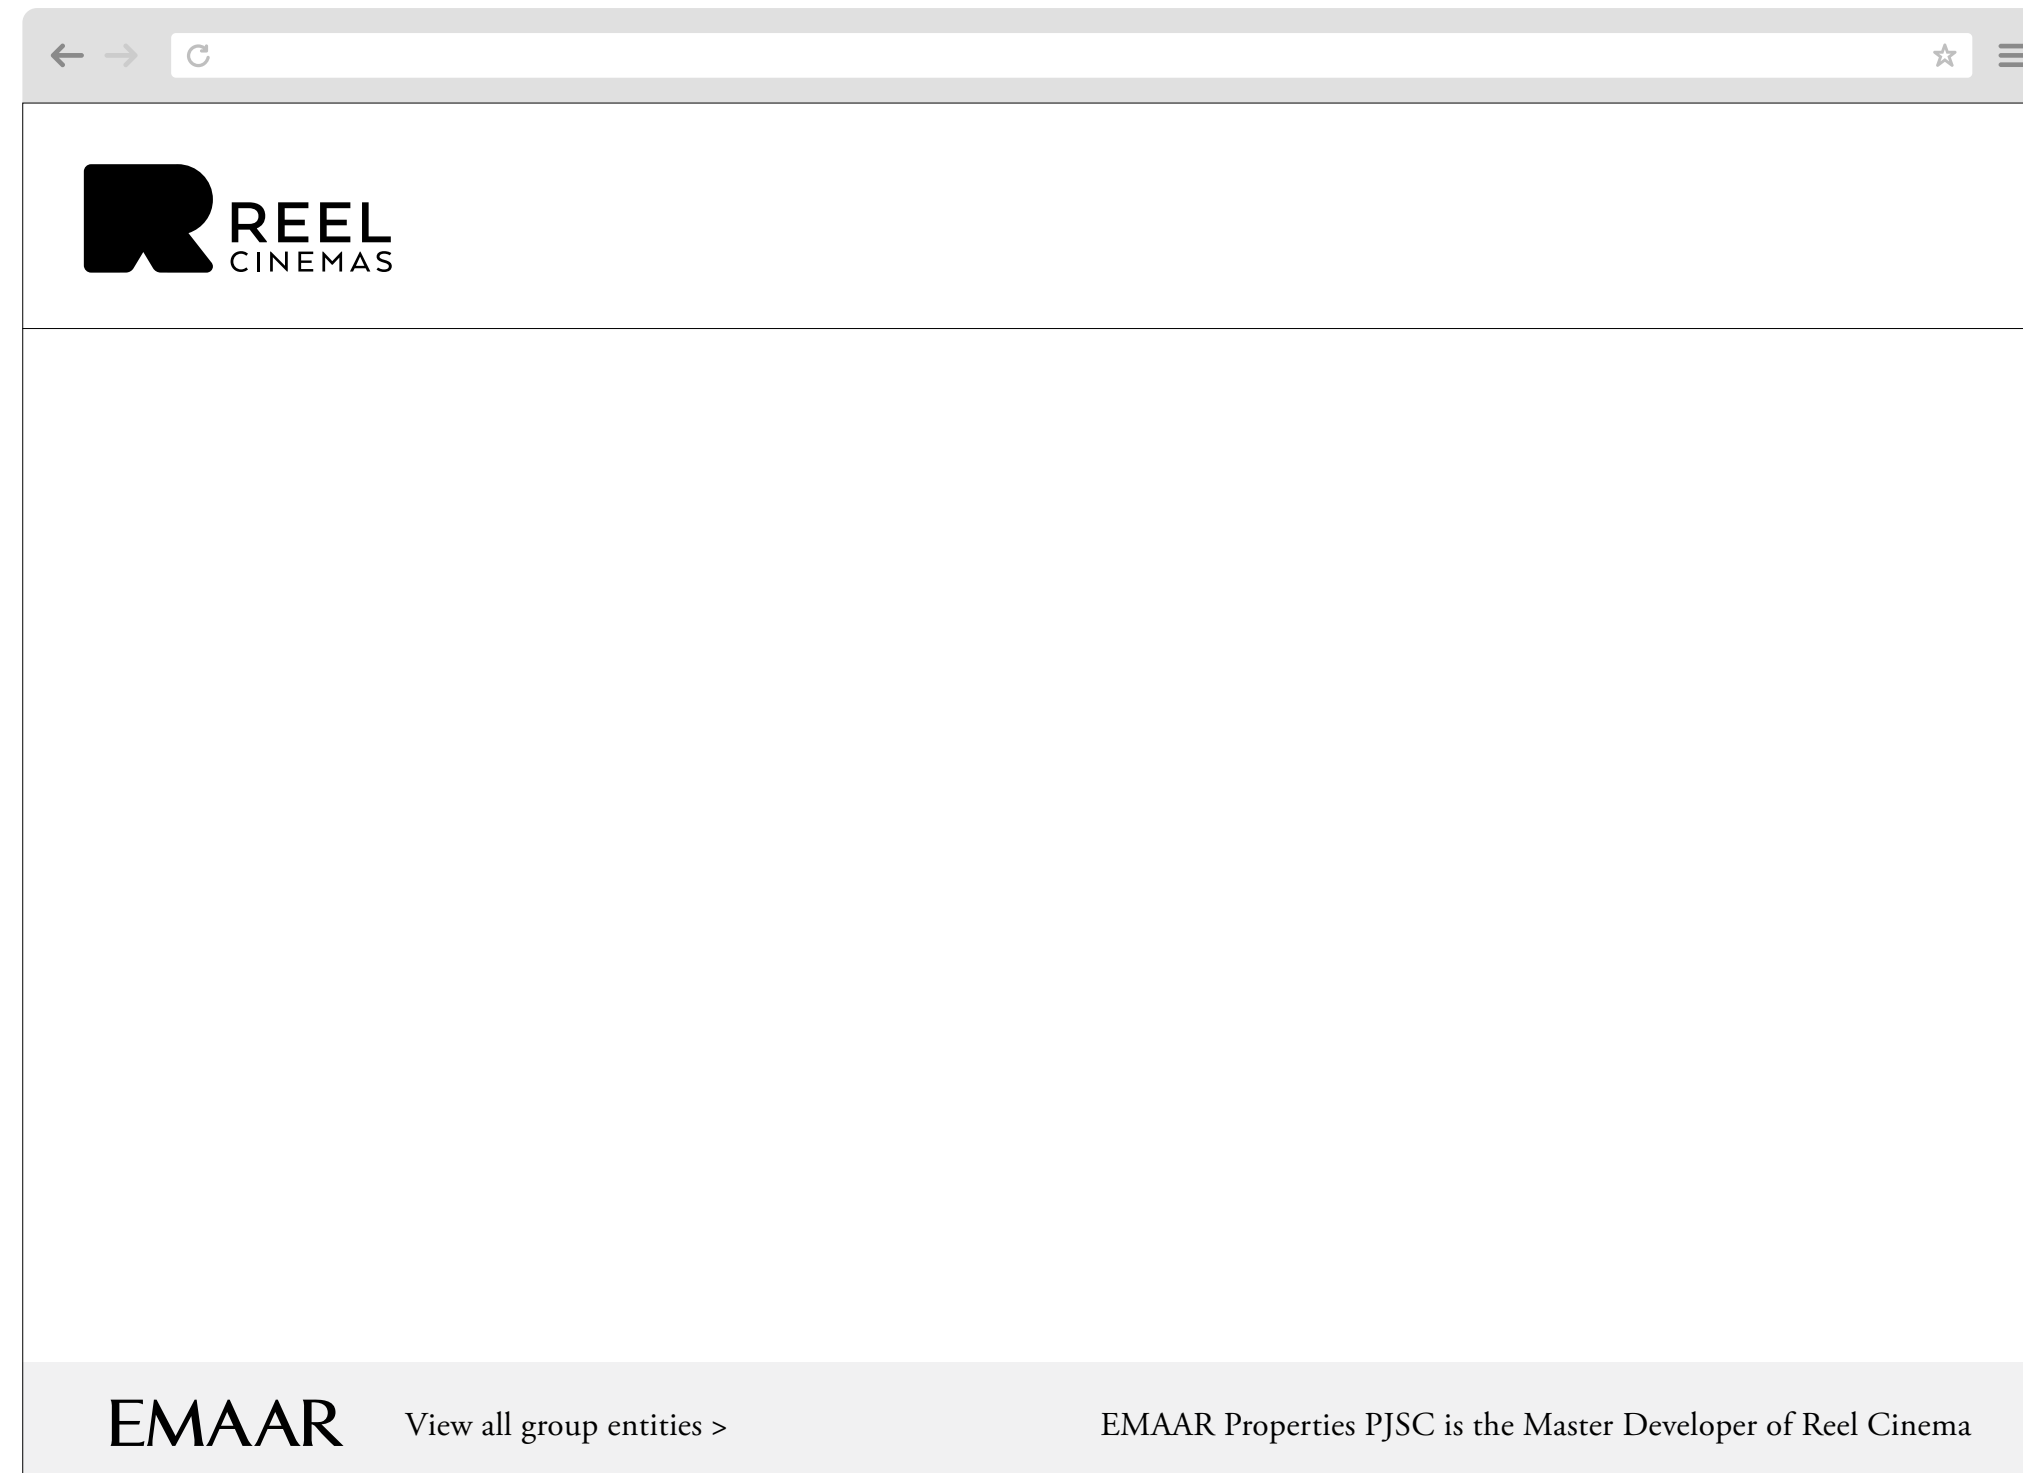 REEL
CINEMAS
EMAAR View all group entities > EMAAR Properties PJSC is the Master Developer of Reel Cinema